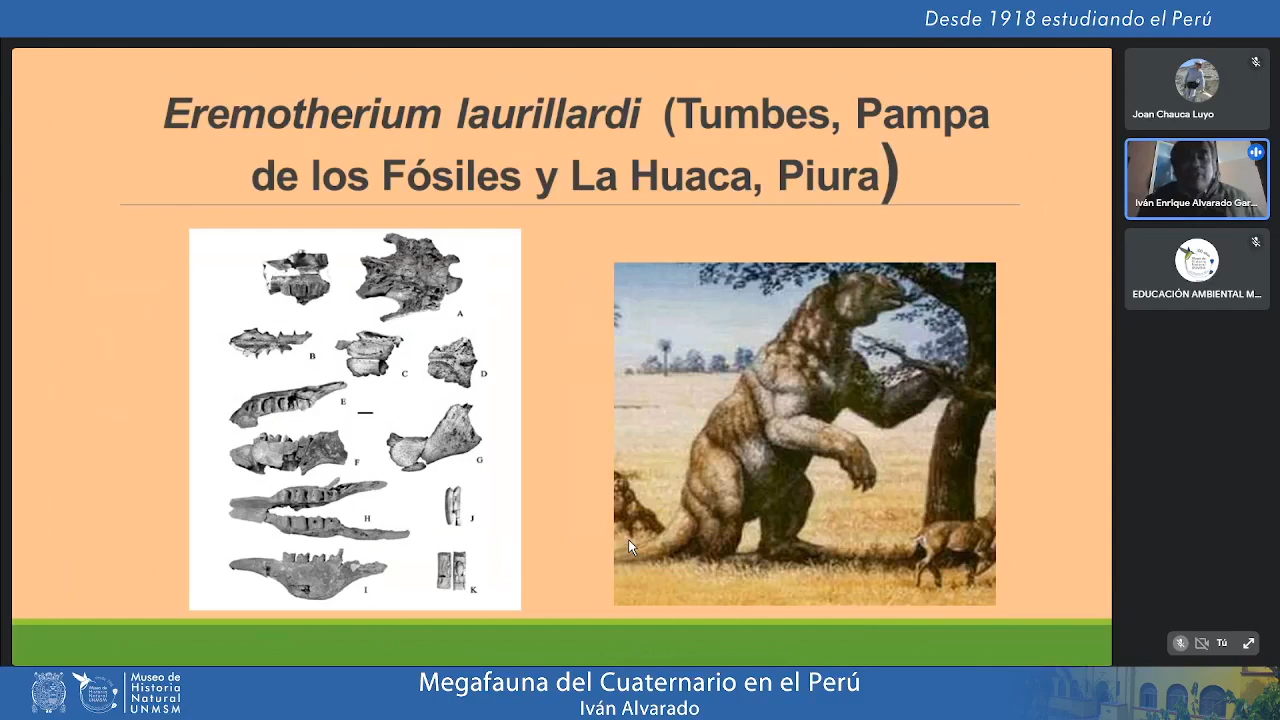 Desde 1918 estudiando el Perú
Eremotherium laurillardi (Tumbes, Pampa
de los Fósiles y La Huaca, Piura)
A
B
C
D
E
F
G
H
J
I
K
Joan Chauca Luyo
Iván Enrique Alvarado Gar...
EDUCACIÓN AMBIENTAL M...
Tú
Museo de
Historia
Natural
UNMSM
Megafauna del Cuaternario en el Perú
Iván Alvarado